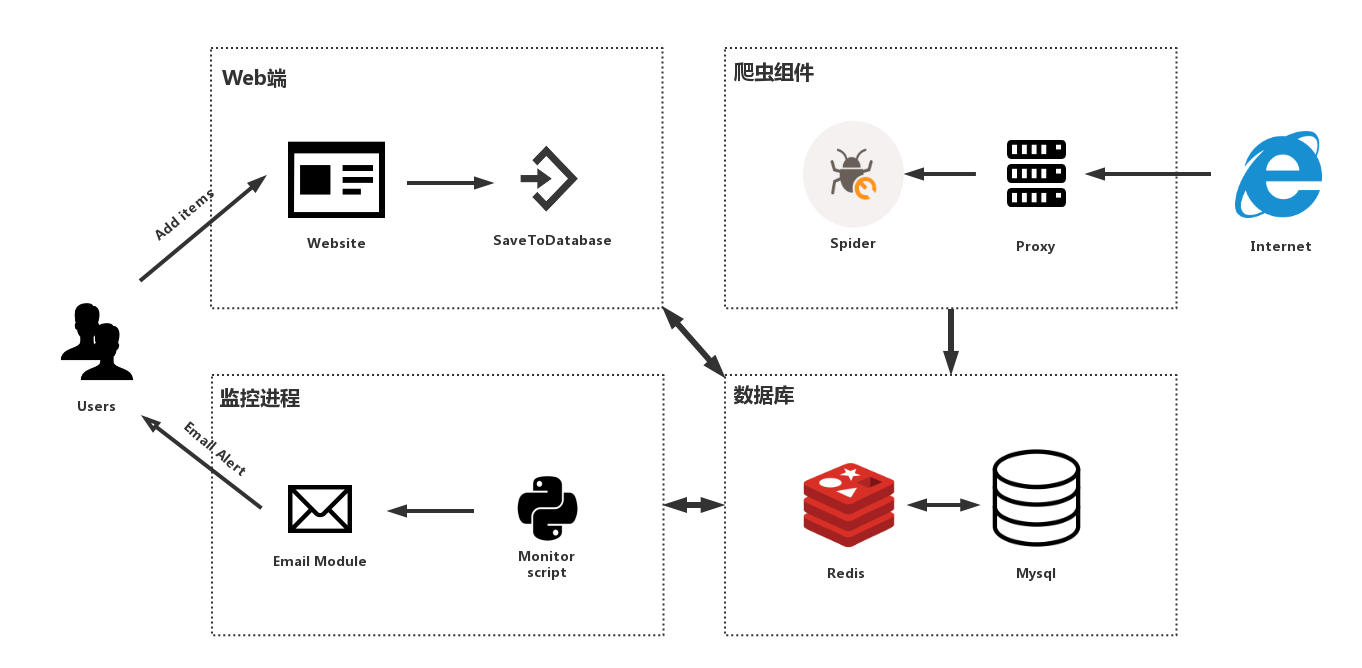 Web端
爬虫组件
Add items
Website
SaveToDatabase
Spider
Proxy
Internet
Users
监控进程
数据库
Email Alert
Email Module
Monitor
script
Redis
Mysql